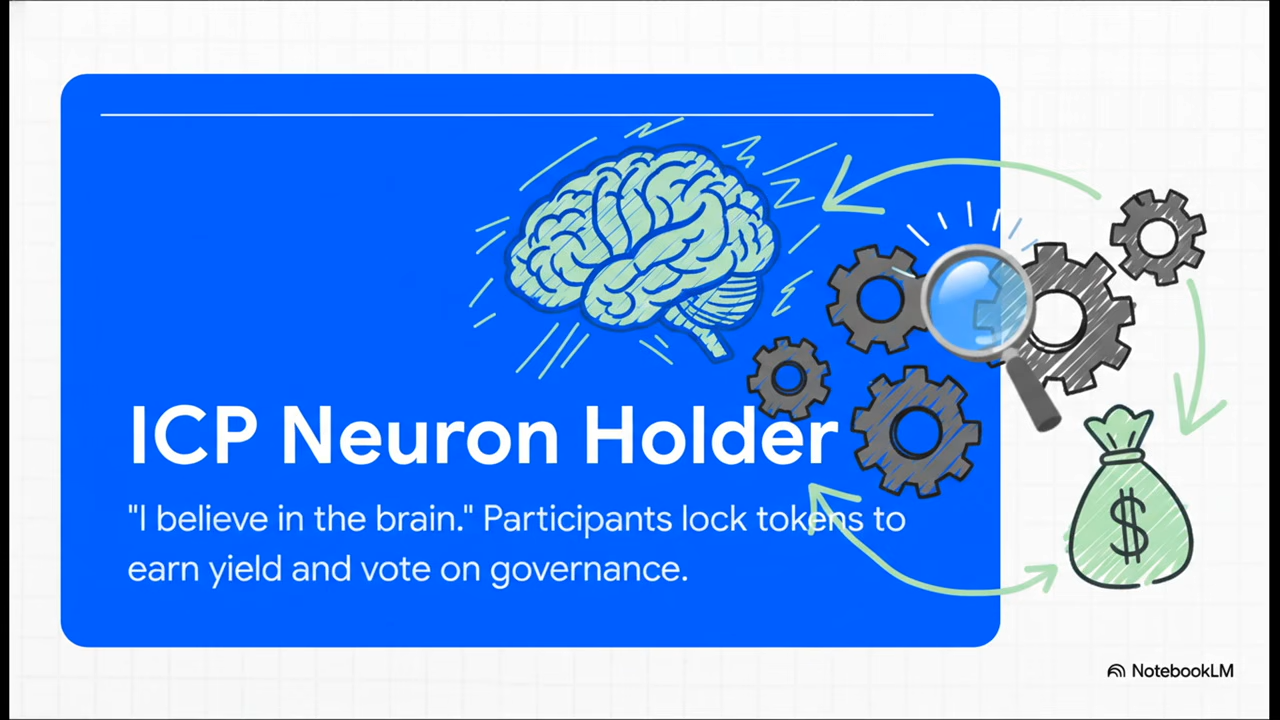 ICP Neuron Holder
"I believe in the brain." Participants lock tokens to
earn yield and vote on governance.
$
NotebookLM